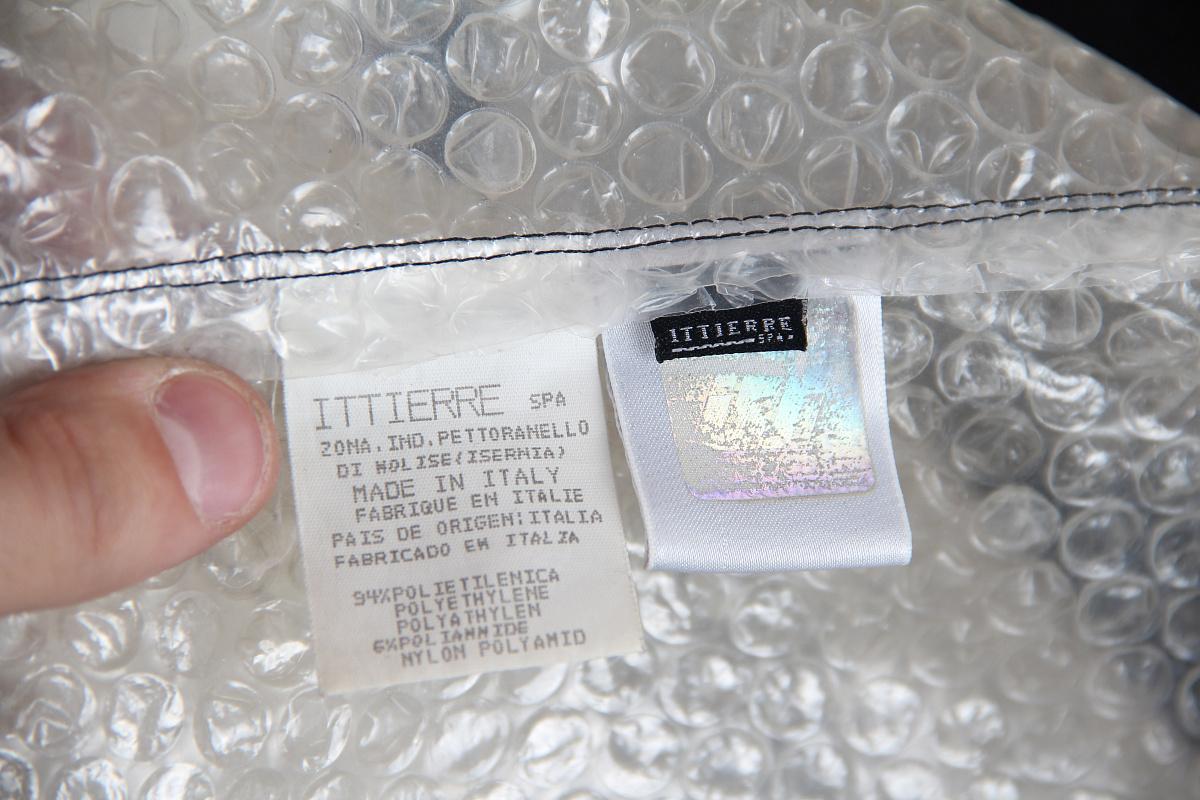 ITTIERRE SPA
ZONA.IND.PETTORANELLO
DI MOLISE(ISERNIA)
MADE IN ITALY
FABRIQUE EN ITALIE
PAIS DE ORIGEN:ITALIA
FABRICADO EN ITALIA
94%POLIETILENICA
POLYETHYLENE
POLYATHYLEN
6%POLIAMMIDE
NYLON POLYAMID
ITTIERRE
SPA.